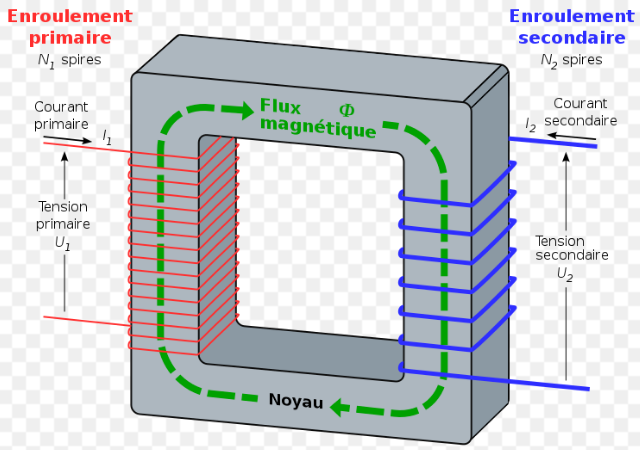 Enroulement
primaire
N1 spires
Courant
primaire
I1
Tension
primaire
U1
Flux Φ
magnétique
Noyau
Enroulement
secondaire
N2 spires
Courant
secondaire
I2
Tension
secondaire
U2